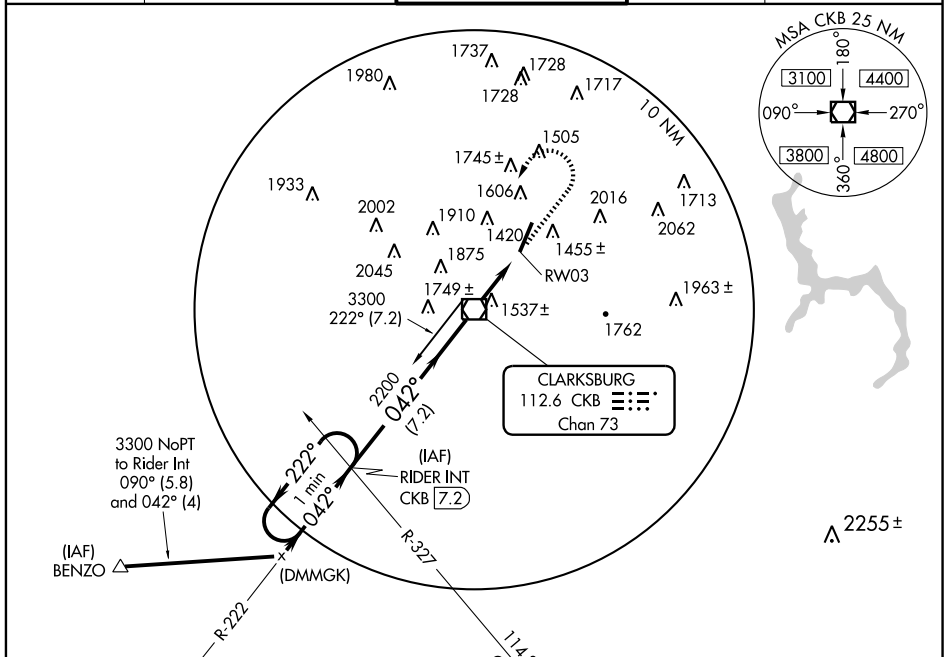 MSA CKB 25 NM
180°
3100
4400
090°
270°
3800
4800
360°
10 NM
1737
1728
1728
1980
1717
1505
1745 ±
1606
1933
2002
1910
2016
1713
2062
1420
1455 ±
2045
1875
RW03
1749 ±
1537 ±
1963 ±
1762
3300
222° (7.2)
CLARKSBURG
112.6 CKB
Chan 73
2200
042°
(7.2)
222°
1 min
042°
(IAF)
RIDER INT
CKB 7.2
3300 NoPT
to Rider Int
090° (5.8)
and 042° (4)
(IAF)
BENZO
(DMMGK)
R-327
R-222
2255 ±